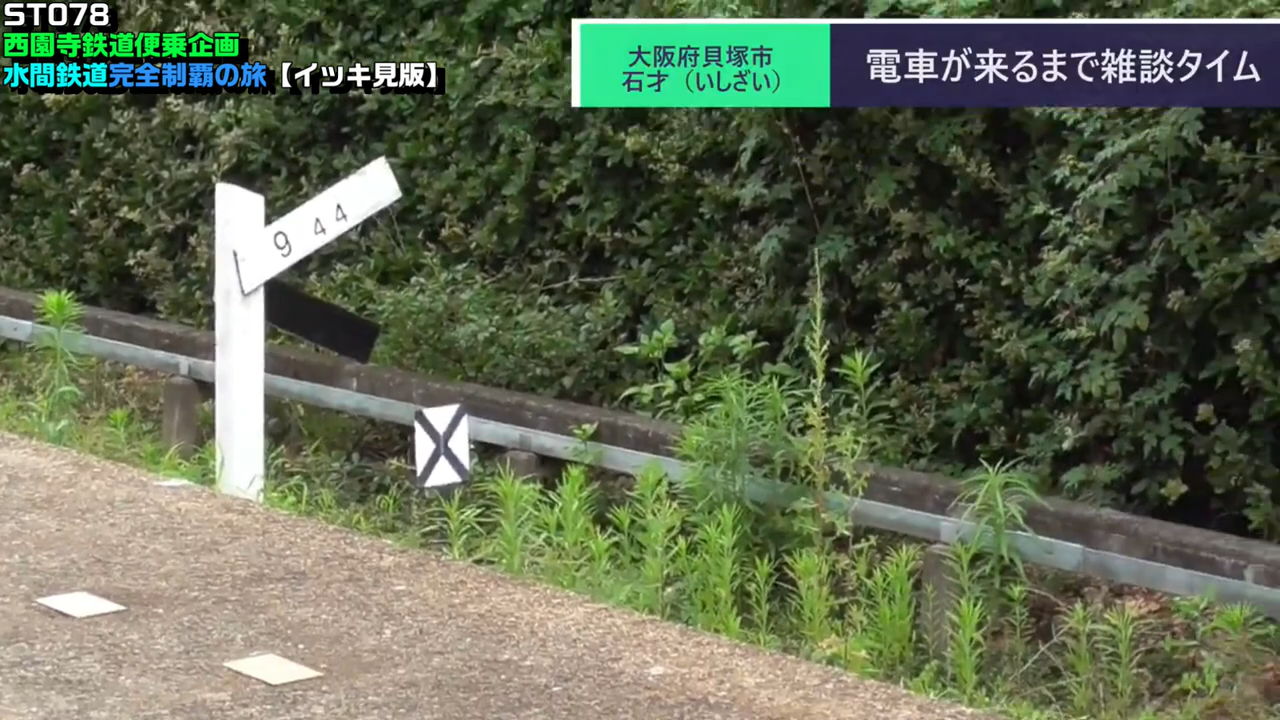 ST078
西園寺鉄道便乗企画
水間鉄道完全制覇の旅【イッキ見版】
大阪府貝塚市
石才（いしざい）
電車が来るまで雑談タイム
9 44